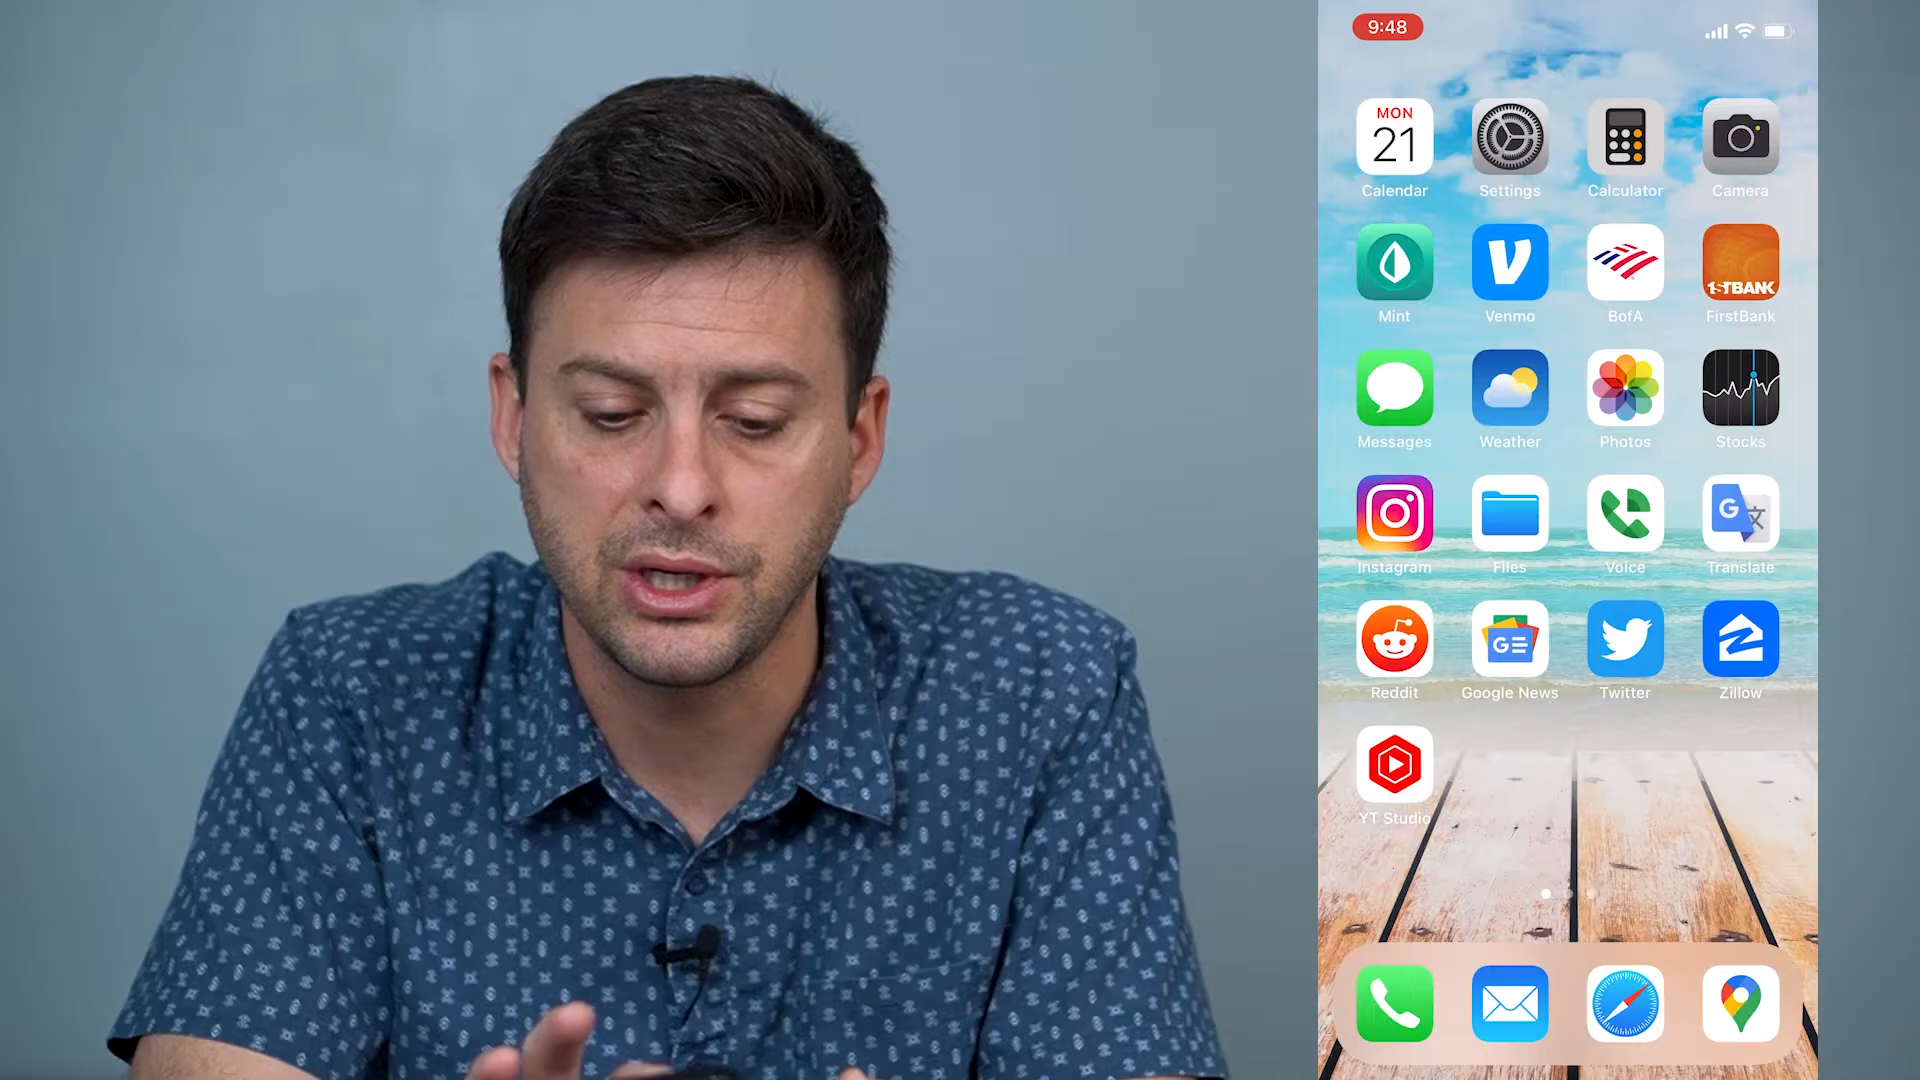 9:48
MON
21
Calendar
Settings
Calculator
Camera
1STBANK
Mint
Venmo
BofA
FirstBank
Messages
Weather
Photos
Stocks
G 文
Instagram
Files
Voice
Translate
GE
Reddit
Google News
Twitter
Zillow
YT Studio